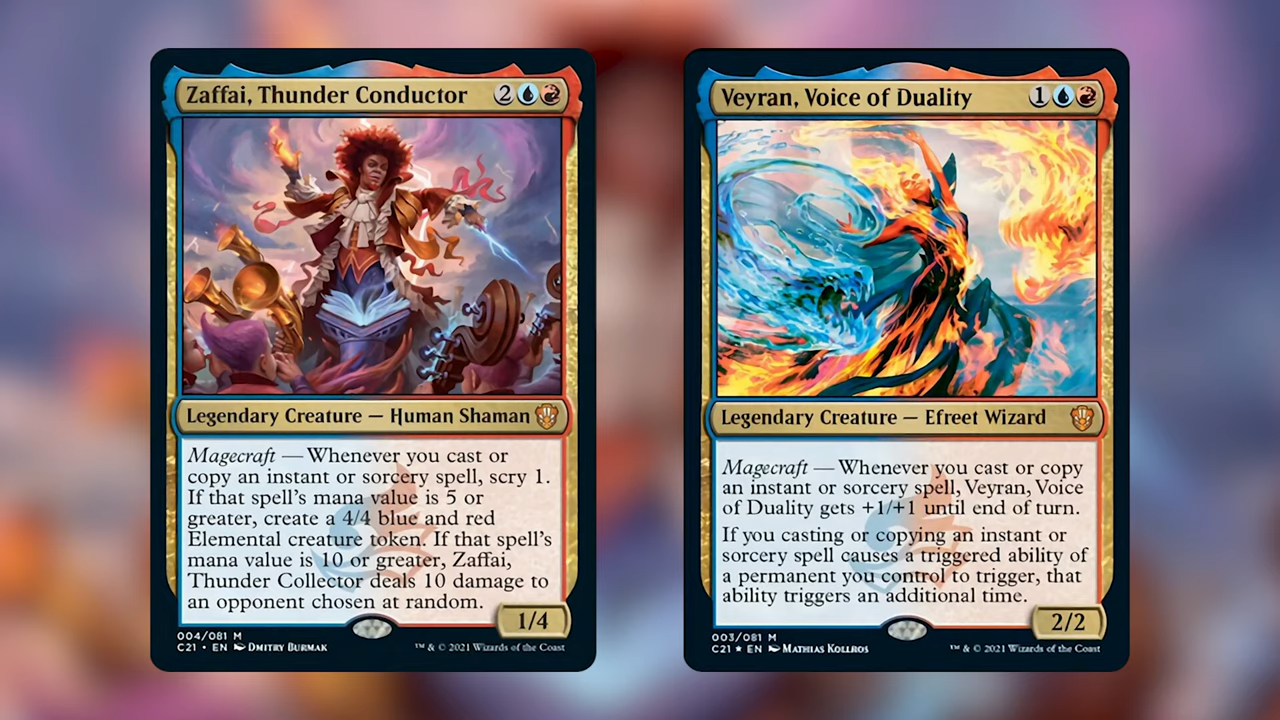 Zaffai, Thunder Conductor 2
Legendary Creature — Human Shaman
Magecraft — Whenever you cast or
copy an instant or sorcery spell, scry 1.
If that spell's mana value is 5 or
greater, create a 4/4 blue and red
Elemental creature token. If that spell's
mana value is 10 or greater, Zaffai,
Thunder Collector deals 10 damage to
an opponent chosen at random.
1/4
004/081 M
C21 • EN Dmitry Burmak
™ & © 2021 Wizards of the Coast
Veyran, Voice of Duality 1
Legendary Creature — Efreet Wizard
Magecraft — Whenever you cast or copy
an instant or sorcery spell, Veyran, Voice
of Duality gets +1/+1 until end of turn.
If you casting or copying an instant or
sorcery spell causes a triggered ability of
a permanent you control to trigger, that
ability triggers an additional time.
2/2
003/081 M
C21 ★ EN Mathias Kollros
™ & © 2021 Wizards of the Coast